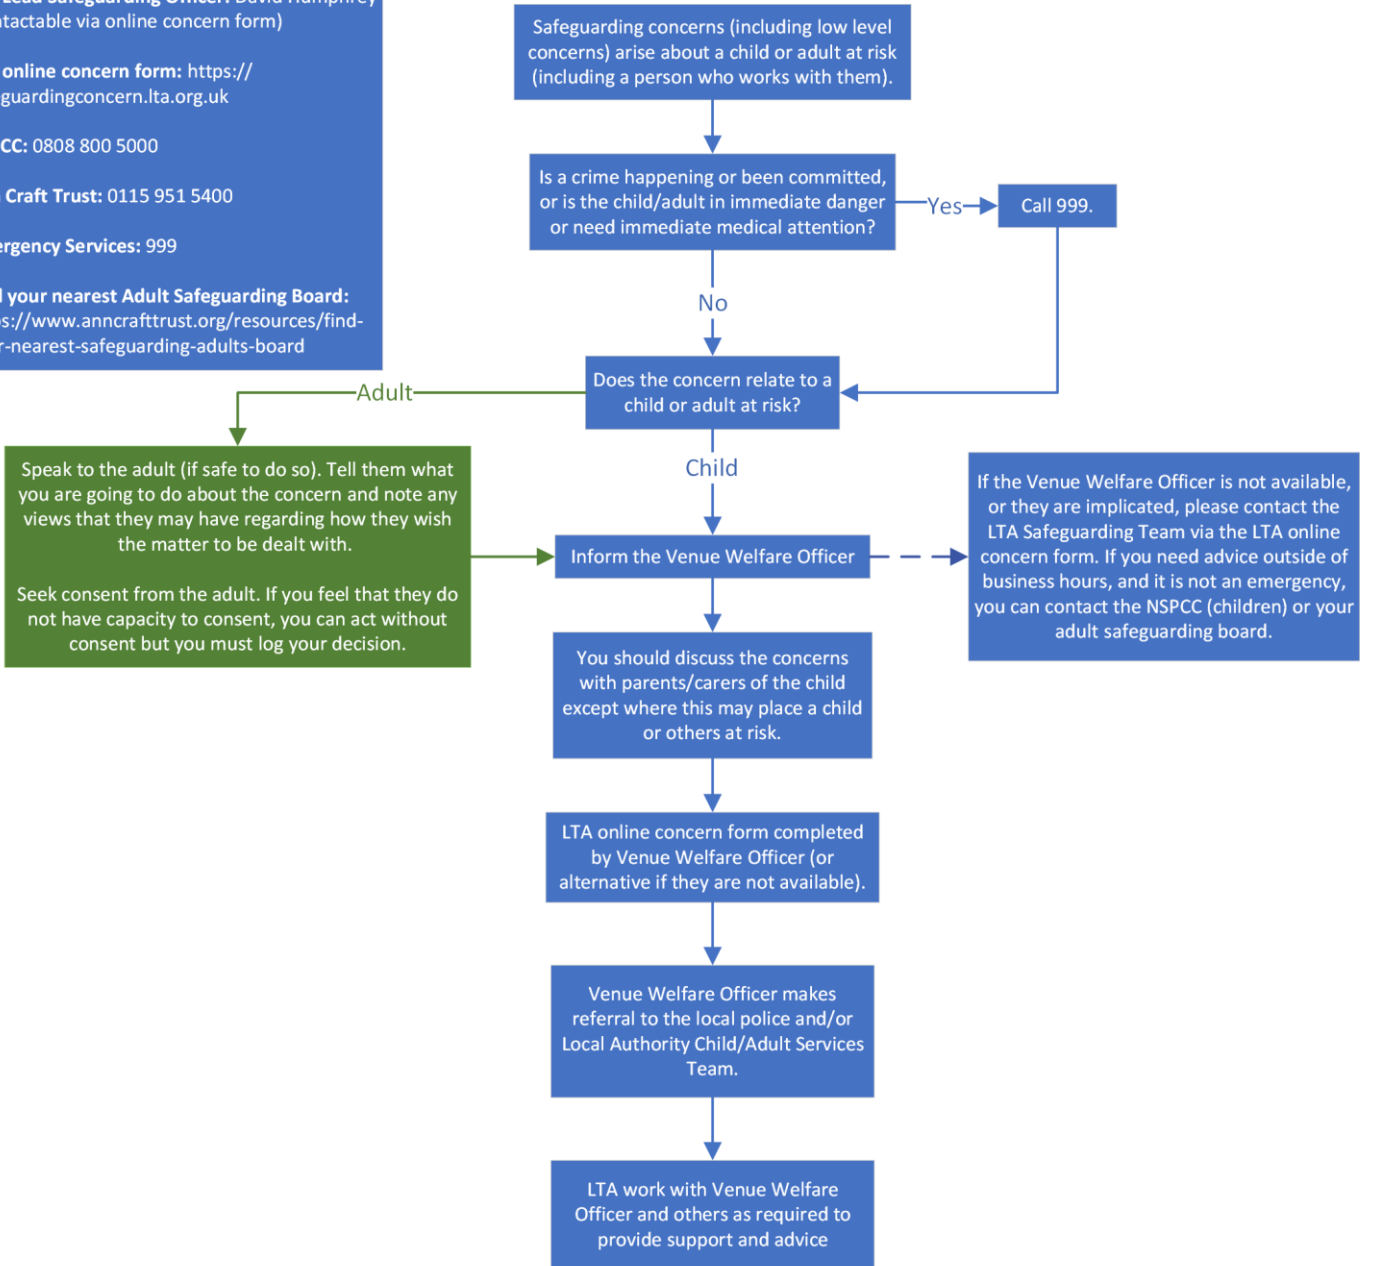 Lead Safeguarding Officer: David Humphrey
ntactable via online concern form)
online concern form: https://
guardingconcern.lta.org.uk
CC: 0808 800 5000
Craft Trust: 0115 951 5400
ergency Services: 999
l your nearest Adult Safeguarding Board:
s://www.anncrafttrust.org/resources/find-
r-nearest-safeguarding-adults-board
Safeguarding concerns (including low level
concerns) arise about a child or adult at risk
(including a person who works with them).
Is a crime happening or been committed,
or is the child/adult in immediate danger
or need immediate medical attention?
Yes
Call 999.
No
Does the concern relate to a
child or adult at risk?
Adult
Child
Speak to the adult (if safe to do so). Tell them what
you are going to do about the concern and note any
views that they may have regarding how they wish
the matter to be dealt with.
Seek consent from the adult. If you feel that they do
not have capacity to consent, you can act without
consent but you must log your decision.
Inform the Venue Welfare Officer
If the Venue Welfare Officer is not available,
or they are implicated, please contact the
LTA Safeguarding Team via the LTA online
concern form. If you need advice outside of
business hours, and it is not an emergency,
you can contact the NSPCC (children) or your
adult safeguarding board.
You should discuss the concerns
with parents/carers of the child
except where this may place a child
or others at risk.
LTA online concern form completed
by Venue Welfare Officer (or
alternative if they are not available).
Venue Welfare Officer makes
referral to the local police and/or
Local Authority Child/Adult Services
Team.
LTA work with Venue Welfare
Officer and others as required to
provide support and advice